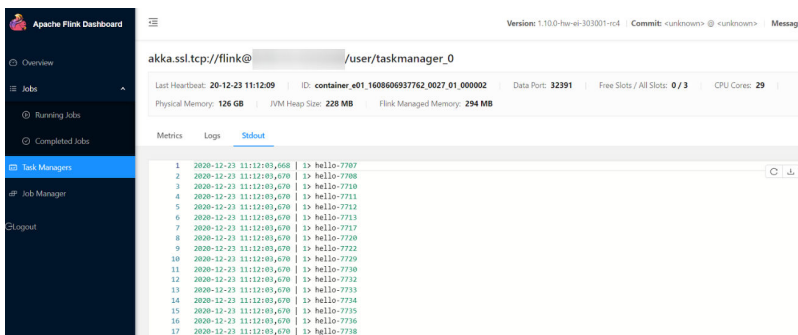 Apache Flink Dashboard
Version: 1.10.0-hw-ei-303001-rc4 Commit: <unknown> @ <unknown> Messag
Overview
Jobs
Running Jobs
Completed Jobs
Task Managers
Job Manager
Logout
akka.ssl.tcp://flink@ /user/taskmanager_0
Last Heartbeat: 20-12-23 11:12:09 ID: container_e01_1608606937762_0027_01_000002 Data Port: 32391 Free Slots / All Slots: 0 / 3 CPU Cores: 29
Physical Memory: 126 GB JVM Heap Size: 228 MB Flink Managed Memory: 294 MB
Metrics Logs Stdout
1 2020-12-23 11:12:03,668 | 1> hello-7707
2 2020-12-23 11:12:03,670 | 1> hello-7708
3 2020-12-23 11:12:03,670 | 1> hello-7710
4 2020-12-23 11:12:03,670 | 1> hello-7711
5 2020-12-23 11:12:03,670 | 1> hello-7712
6 2020-12-23 11:12:03,670 | 1> hello-7713
7 2020-12-23 11:12:03,670 | 1> hello-7717
8 2020-12-23 11:12:03,670 | 1> hello-7720
9 2020-12-23 11:12:03,670 | 1> hello-7722
10 2020-12-23 11:12:03,670 | 1> hello-7729
11 2020-12-23 11:12:03,670 | 1> hello-7730
12 2020-12-23 11:12:03,670 | 1> hello-7732
13 2020-12-23 11:12:03,670 | 1> hello-7733
14 2020-12-23 11:12:03,670 | 1> hello-7734
15 2020-12-23 11:12:03,670 | 1> hello-7735
16 2020-12-23 11:12:03,670 | 1> hello-7736
17 2020-12-23 11:12:03,670 | 1> hello-7738